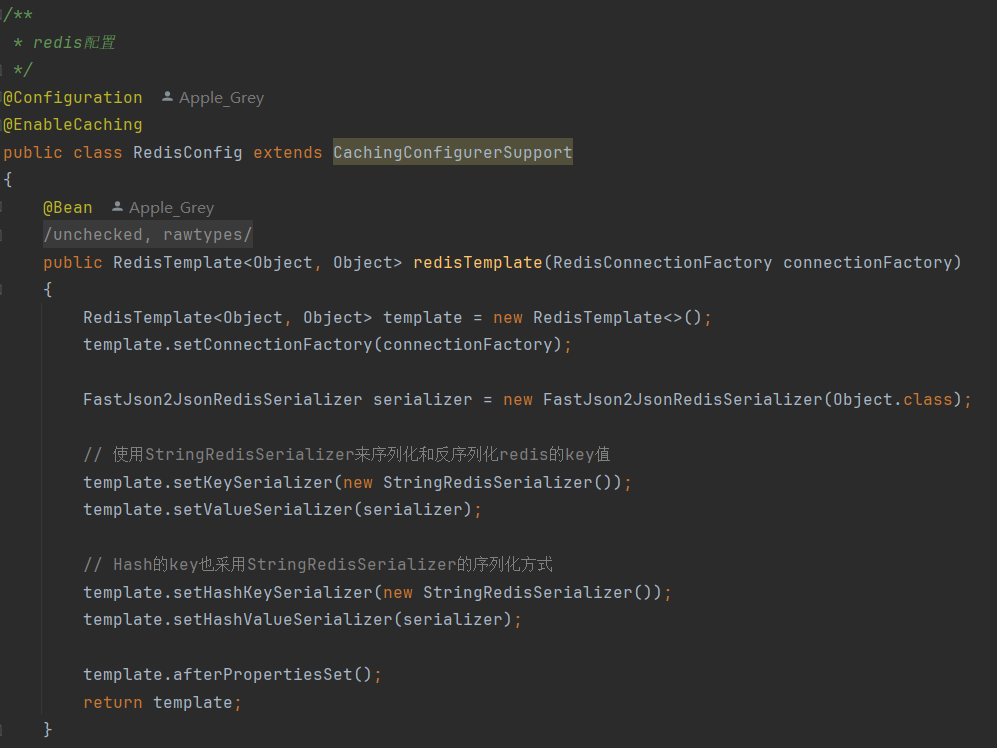 /**
 * redis配置
 */
@Configuration  Apple_Grey
@EnableCaching
public class RedisConfig extends CachingConfigurerSupport
{
    @Bean  Apple_Grey
    /unchecked, rawtypes/
    public RedisTemplate<Object, Object> redisTemplate(RedisConnectionFactory connectionFactory)
    {
        RedisTemplate<Object, Object> template = new RedisTemplate<>();
        template.setConnectionFactory(connectionFactory);

        FastJson2JsonRedisSerializer serializer = new FastJson2JsonRedisSerializer(Object.class);

        // 使用StringRedisSerializer来序列化和反序列化redis的key值
        template.setKeySerializer(new StringRedisSerializer());
        template.setValueSerializer(serializer);

        // Hash的key也采用StringRedisSerializer的序列化方式
        template.setHashKeySerializer(new StringRedisSerializer());
        template.setHashValueSerializer(serializer);

        template.afterPropertiesSet();
        return template;
    }